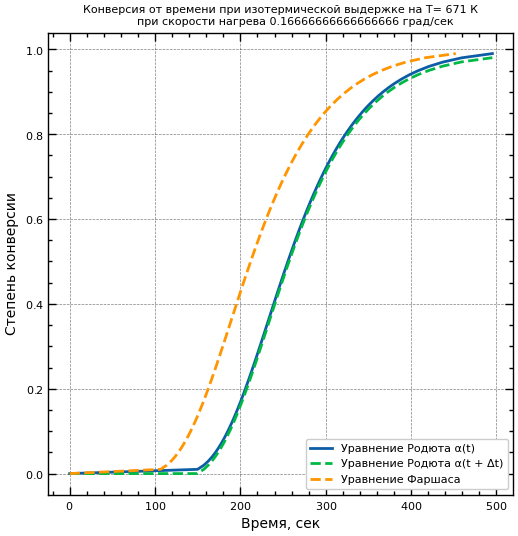 Конверсия от времени при изотермической выдержке на T= 671 К
при скорости нагрева 0.16666666666666666 град/сек
1.0
0.8
0.6
0.4
0.2
0.0
Степень конверсии
0 100 200 300 400 500
Время, сек
Уравнение Родюта α(t)
Уравнение Родюта α(t + Δt)
Уравнение Фаршаса